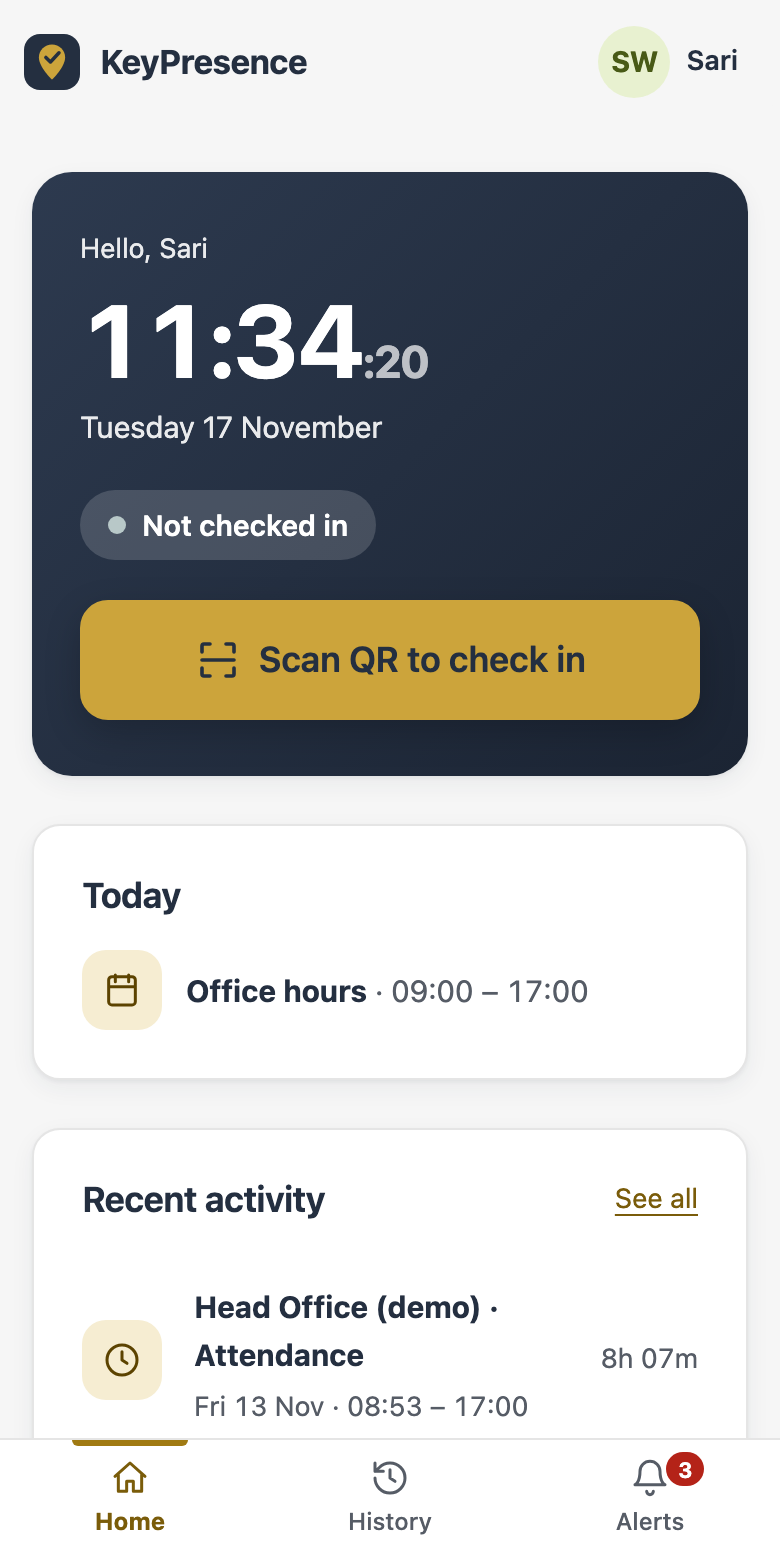 KeyPresence
SW Sari
Hello, Sari
11:34:20
Tuesday 17 November
Not checked in
Scan QR to check in
Today
Office hours · 09:00 – 17:00
Recent activity
See all
Head Office (demo) ·
Attendance
8h 07m
Fri 13 Nov · 08:53 – 17:00
3
Home
History
Alerts